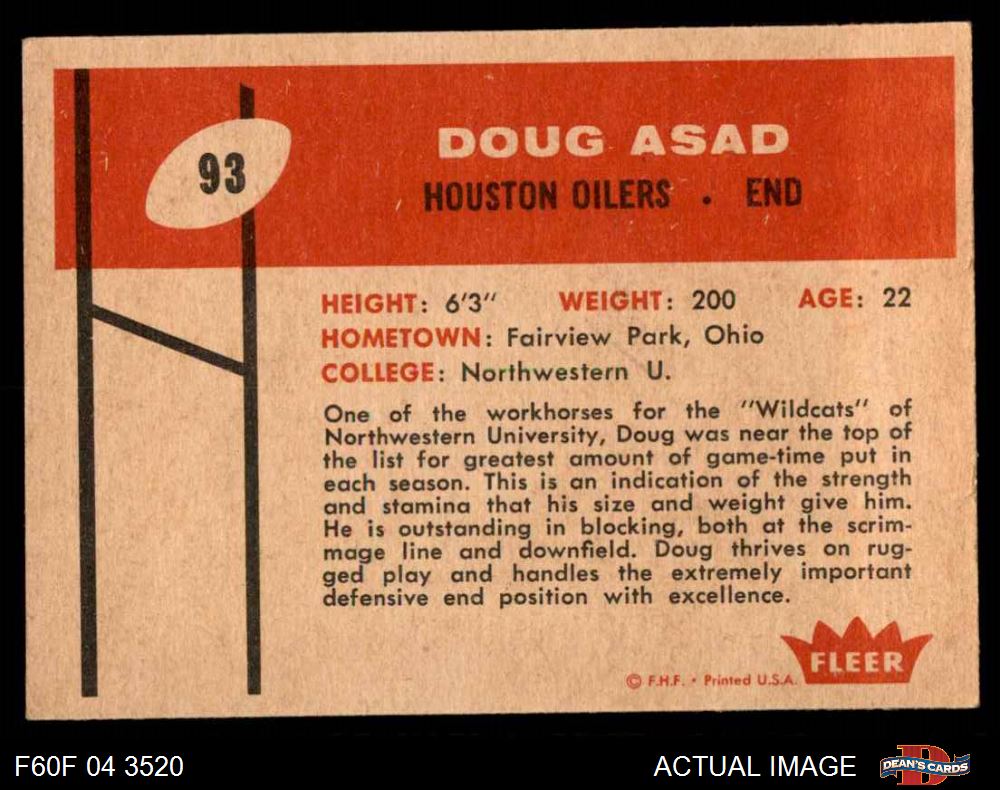 93
DOUG ASAD
HOUSTON OILERS . END
HEIGHT: 6'3" WEIGHT: 200 AGE: 22
HOMETOWN: Fairview Park, Ohio
COLLEGE: Northwestern U.
One of the workhorses for the "Wildcats" of
Northwestern University, Doug was near the top of
the list for greatest amount of game-time put in
each season. This is an indication of the strength
and stamina that his size and weight give him.
He is outstanding in blocking, both at the scrim-
mage line and downfield. Doug thrives on rug-
ged play and handles the extremely important
defensive end position with excellence.
FLEER
© F.H.F. • Printed U.S.A.
F60F 04 3520 ACTUAL IMAGE D DEAN'S CARDS